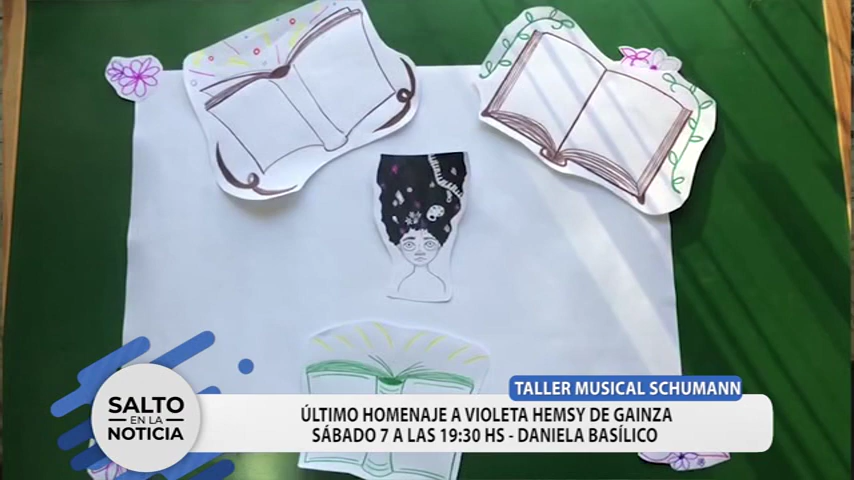 TALLER MUSICAL SCHUMANN
ÚLTIMO HOMENAJE A VIOLETA HEMSY DE GAINZA
SÁBADO 7 A LAS 19:30 HS - DANIELA BASÍLICO
SALTO
EN LA
NOTICIA